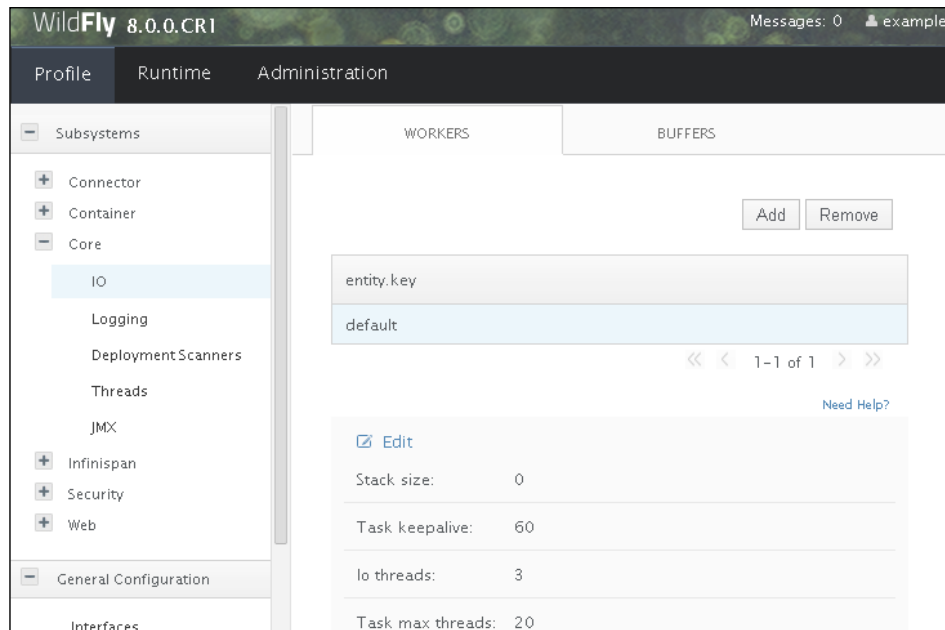 WildFly 8.0.0.CR1
Messages: 0 example
Profile Runtime Administration
Subsystems
Connector
Container
Core
IO
Logging
Deployment Scanners
Threads
JMX
Infinispan
Security
Web
General Configuration
Interfaces
WORKERS BUFFERS
Add Remove
entity.key
default
<< < 1-1 of 1 > >>
Need Help?
Edit
Stack size: 0
Task keepalive: 60
Io threads: 3
Task max threads: 20